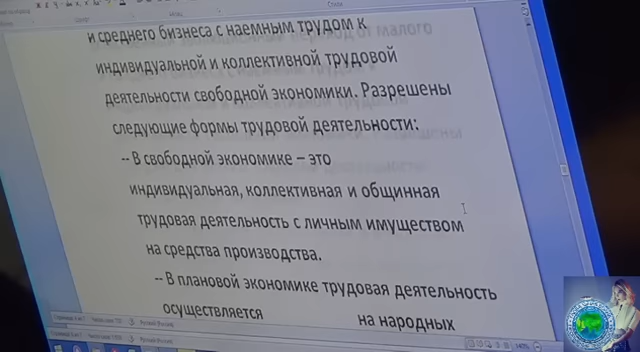 и среднего бизнеса с наемным трудом к
индивидуальной и коллективной трудовой
деятельности свободной экономики. Разрешены
следующие формы трудовой деятельности:
-- В свободной экономике – это
индивидуальная, коллективная и общинная
трудовая деятельность с личным имуществом
на средства производства.
-- В плановой экономике трудовая деятельность
осуществляется на народных